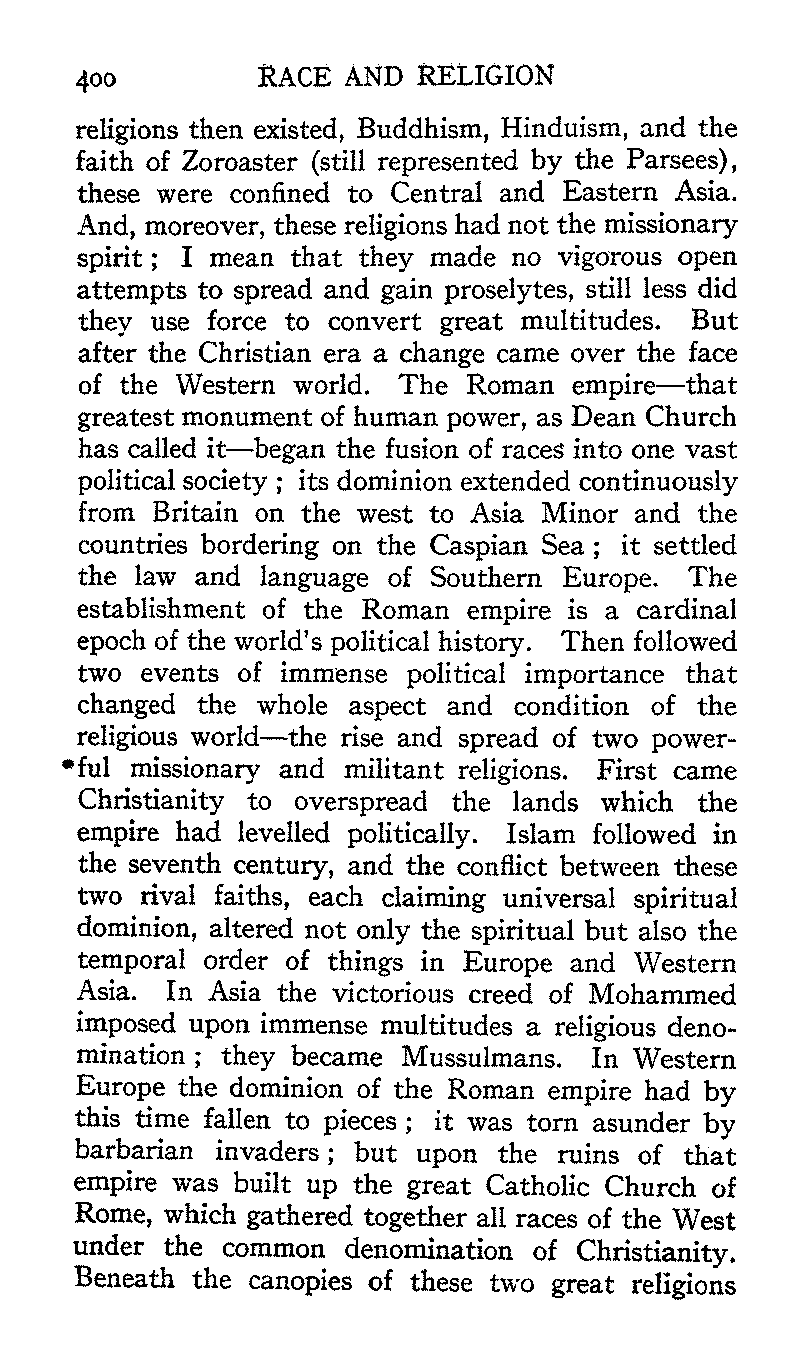 400 RACE AND RELIGION
religions then existed, Buddhism, Hinduism, and the
faith of Zoroaster (still represented by the Parsees),
these were confined to Central and Eastern Asia.
And, moreover, these religions had not the missionary
spirit ; I mean that they made no vigorous open
attempts to spread and gain proselytes, still less did
they use force to convert great multitudes. But
after the Christian era a change came over the face
of the Western world. The Roman empire—that
greatest monument of human power, as Dean Church
has called it—began the fusion of races into one vast
political society ; its dominion extended continuously
from Britain on the west to Asia Minor and the
countries bordering on the Caspian Sea ; it settled
the law and language of Southern Europe. The
establishment of the Roman empire is a cardinal
epoch of the world's political history. Then followed
two events of immense political importance that
changed the whole aspect and condition of the
religious world—the rise and spread of two power-
ful missionary and militant religions. First came
Christianity to overspread the lands which the
empire had levelled politically. Islam followed in
the seventh century, and the conflict between these
two rival faiths, each claiming universal spiritual
dominion, altered not only the spiritual but also the
temporal order of things in Europe and Western
Asia. In Asia the victorious creed of Mohammed
imposed upon immense multitudes a religious deno-
mination ; they became Mussulmans. In Western
Europe the dominion of the Roman empire had by
this time fallen to pieces ; it was torn asunder by
barbarian invaders ; but upon the ruins of that
empire was built up the great Catholic Church of
Rome, which gathered together all races of the West
under the common denomination of Christianity.
Beneath the canopies of these two great religions